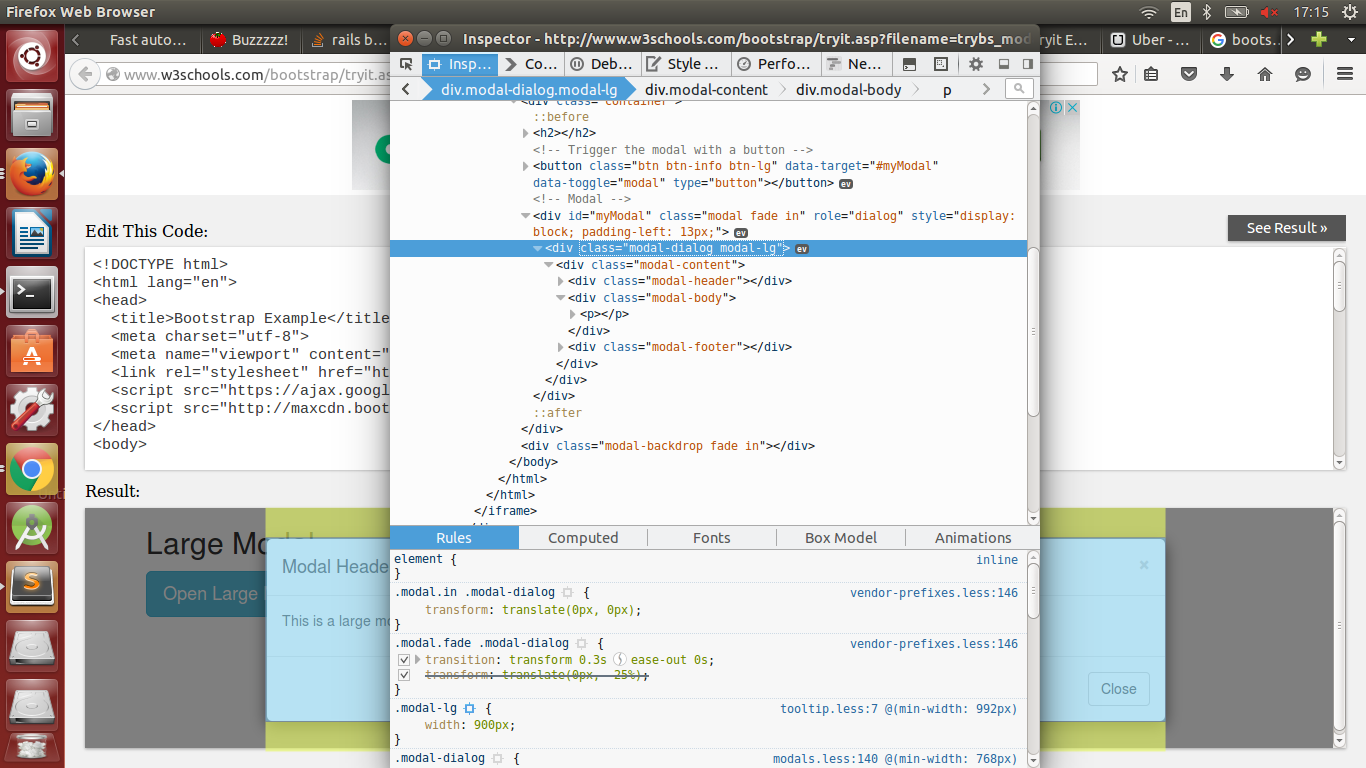 Firefox Web Browser
En
17:15
Fast auto…
Buzzzzz!
rails b…
Inspector - http://www.w3schools.com/bootstrap/tryit.asp?filename=trybs_mod
ryit E…
Uber - …
boots…
www.w3schools.com/bootstrap/tryit.as
Insp…
Co…
Deb…
Style …
Perfo…
Ne…
div.modal-dialog.modal-lg
div.modal-content
div.modal-body
p
<div class="container">
::before
<h2></h2>
<!-- Trigger the modal with a button -->
<button class="btn btn-info btn-lg" data-target="#myModal"
data-toggle="modal" type="button"></button> ev
<!-- Modal -->
<div id="myModal" class="modal fade in" role="dialog" style="display:
block; padding-left: 13px;"> ev
<div class="modal-dialog modal-lg"> ev
<div class="modal-content">
<div class="modal-header"></div>
<div class="modal-body">
<p></p>
</div>
<div class="modal-footer"></div>
</div>
</div>
</div>
::after
</div>
<div class="modal-backdrop fade in"></div>
</body>
</html>
</html>
</iframe>
Rules
Computed
Fonts
Box Model
Animations
element {
inline
}
.modal.in .modal-dialog {
vendor-prefixes.less:146
transform: translate(0px, 0px);
}
.modal.fade .modal-dialog {
vendor-prefixes.less:146
transition: transform 0.3s ease-out 0s;
transform: translate(0px, -25%);
}
.modal-lg {
tooltip.less:7 @(min-width: 992px)
width: 900px;
}
.modal-dialog {
modals.less:140 @(min-width: 768px)
Edit This Code:
See Result »
<!DOCTYPE html>
<html lang="en">
<head>
<title>Bootstrap Example</title
<meta charset="utf-8">
<meta name="viewport" content="
<link rel="stylesheet" href="ht
<script src="https://ajax.googl
<script src="http://maxcdn.boot
</head>
<body>
Result:
Large Mo
Open Large
Modal Heade
×
This is a large mo
Close